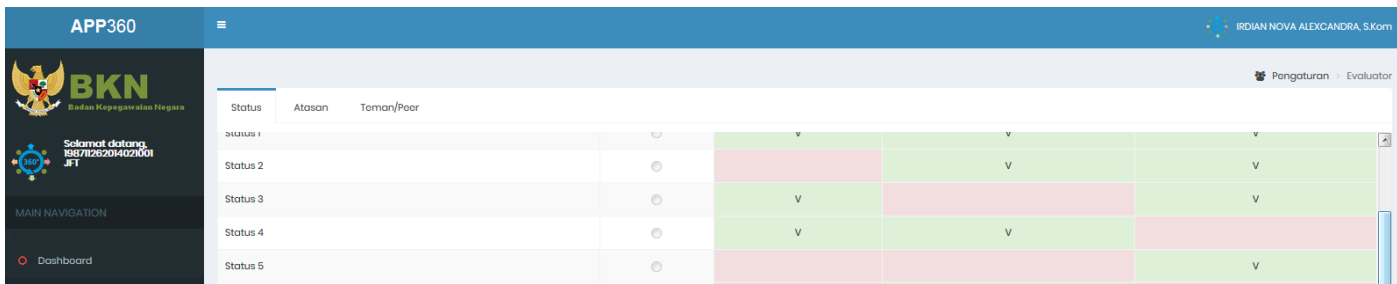 APP360
IRDIAN NOVA ALEXCANDRA, S.Kom
BKN
Badan Kepegawaian Negara
Pengaturan > Evaluator
Status Atasan Teman/Peer
Selamat datang,
198711262014021001
JFT
360°
Status 1 V V V
Status 2 V V
Status 3 V V
Status 4 V V
Status 5 V
MAIN NAVIGATION
Dashboard